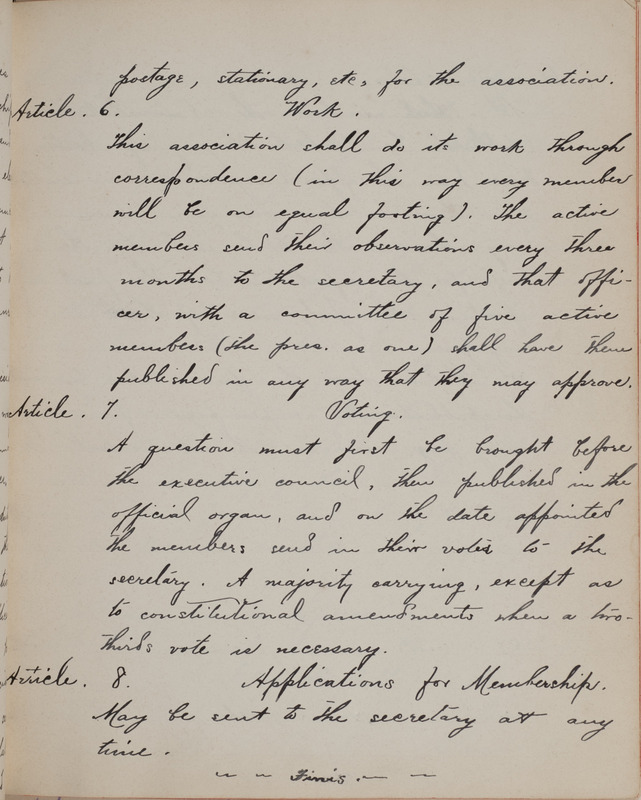 postage, stationary, etc, for the association.
Article. 6. Work.
This association shall do its work through
correspondence (in this way every member
will be on equal footing). The active
members send their observations every three
months to the secretary, and that offi-
cer, with a committee of five active
members (the pres. as one) shall have them
published in any way that they may approve.
Article. 7. Voting.
A question must first be brought before
the executive council, then published in the
official organ, and on the date appointed
the members send in their votes to the
secretary. A majority carrying, except as
to constitutional amendments when a two-
thirds vote is necessary.
Article. 8. Applications for Membership.
May be sent to the secretary at any
time.
~ ~ Finis. ~ ~